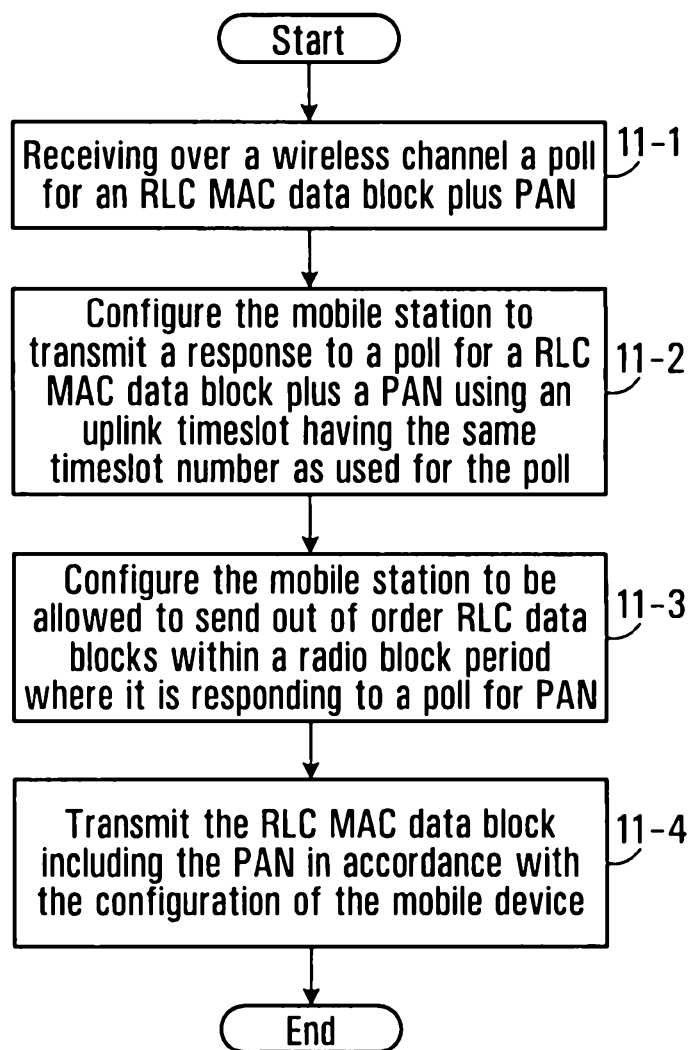 Start
Receiving over a wireless channel a poll
for an RLC MAC data block plus PAN
11-1
Configure the mobile station to
transmit a response to a poll for a RLC
MAC data block plus a PAN using an
uplink timeslot having the same
timeslot number as used for the poll
11-2
Configure the mobile station to be
allowed to send out of order RLC data
blocks within a radio block period
where it is responding to a poll for PAN
11-3
Transmit the RLC MAC data block
including the PAN in accordance with
the configuration of the mobile device
11-4
End